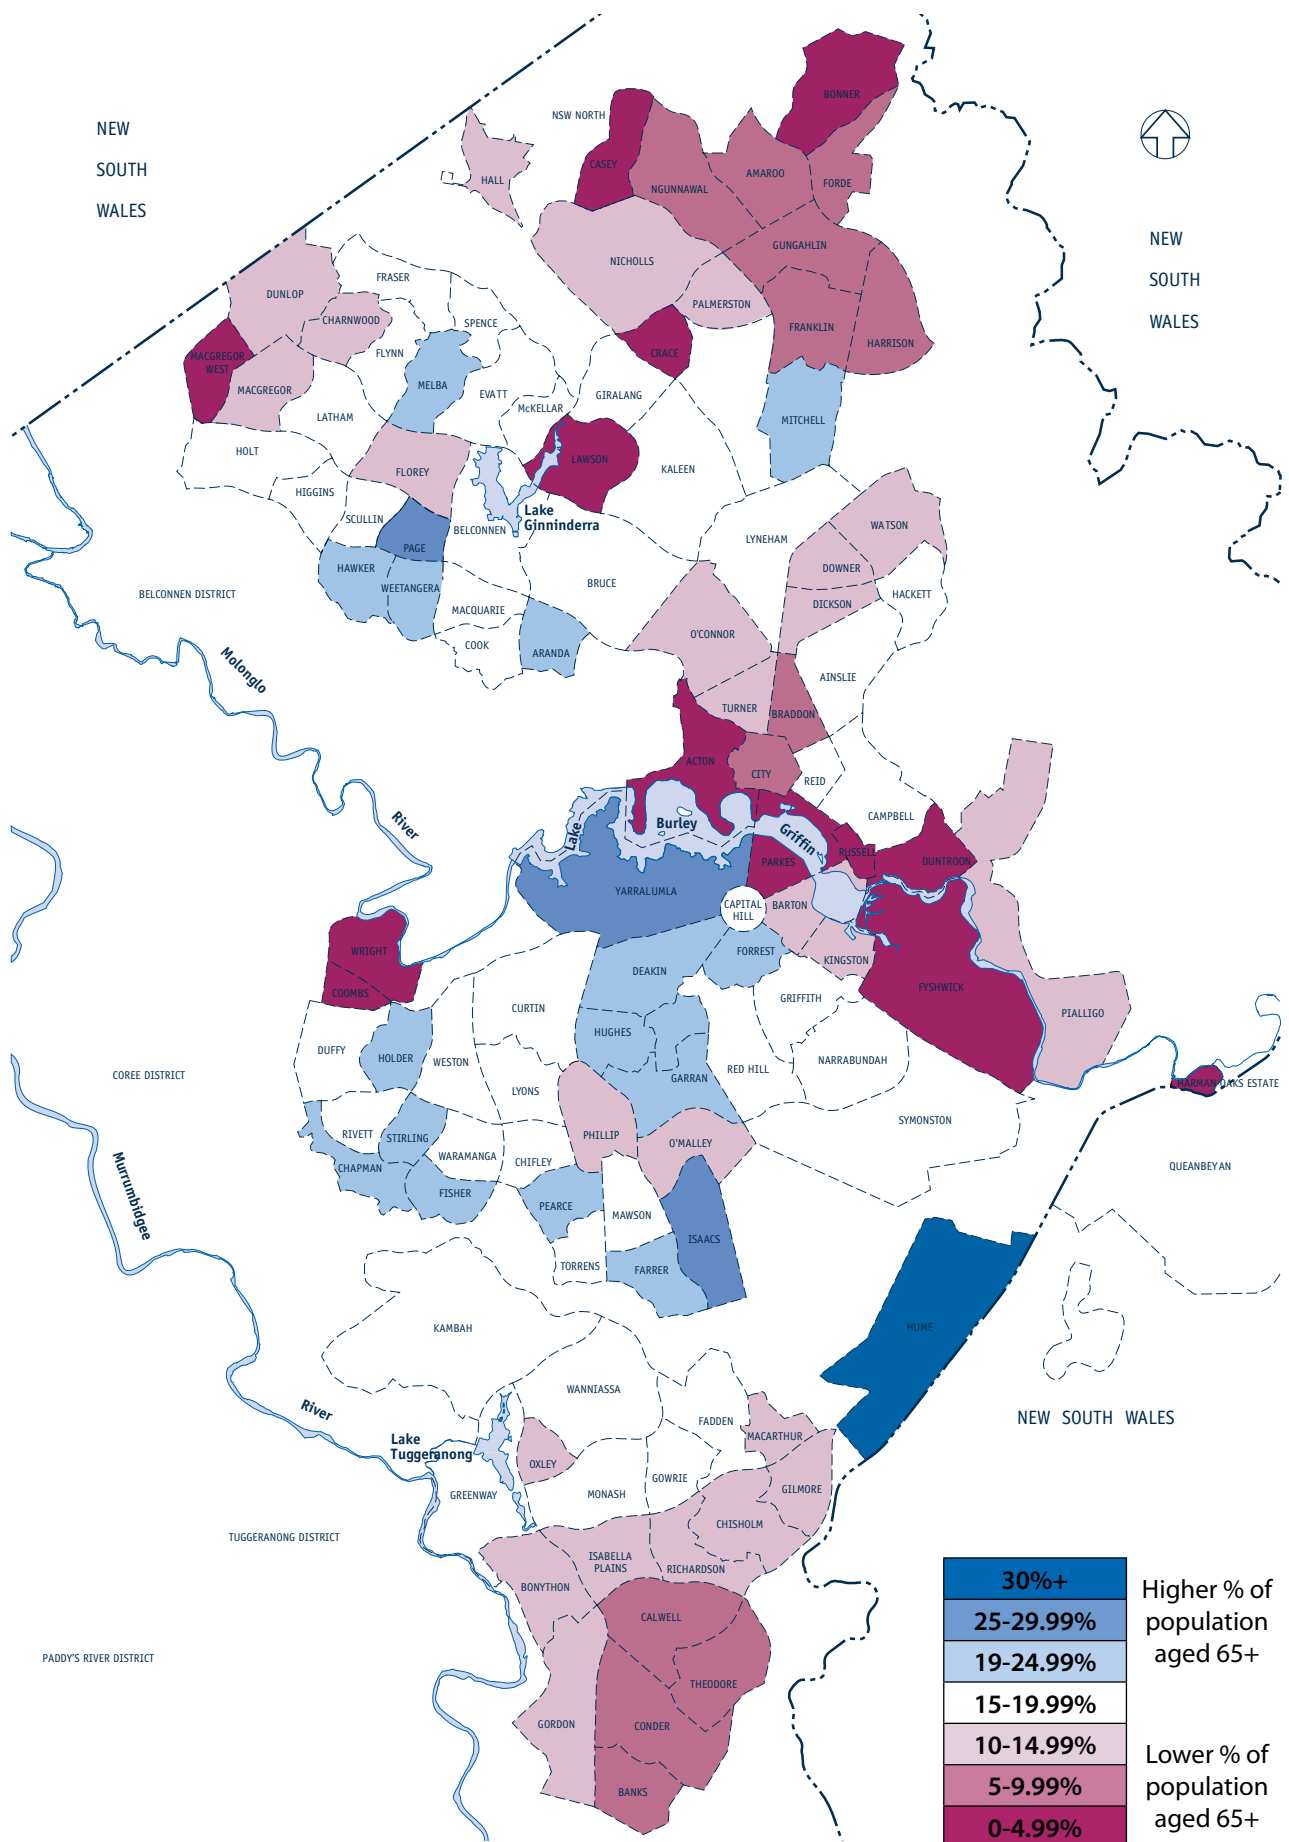 NEW
SOUTH
WALES
NSW NORTH
BONNER
HALL
CASEY
NGUNNAWAL
AMAROO
FORDE
NEW
SOUTH
WALES
GUNGAHLIN
NICHOLLS
PALMERSTON
FRANKLIN
HARRISON
FRASER
DUNLOP
SPENCE
CHARNWOOD
FLYNN
MACGREGOR
WEST
MACGREGOR
MELBA
EVATT
McKELLAR
GIRALANG
CRACE
MITCHELL
LATHAM
HOLT
FLOREY
LAWSON
KALEEN
HIGGINS
SCULLIN
BELCONNEN
Lake
Ginninderra
PAGE
LYNEHAM
WATSON
DOWNER
HAWKER
WEETANGERA
BRUCE
HACKETT
DICKSON
BELCONNEN DISTRICT
MACQUARIE
COOK
ARANDA
O'CONNOR
AINSLIE
Molonglo
TURNER
BRADDON
ACTON
CITY
REID
River
Lake
Burley
Griffin
CAMPBELL
RUSSELL
DUNTROON
PARKES
YARRALUMLA
CAPITAL
HILL
BARTON
WRIGHT
COOMBS
DEAKIN
FORREST
KINGSTON
FYSHWICK
PIALLIGO
CURTIN
GRIFFITH
HUGHES
DUFFY
HOLDER
WESTON
NARRABUNDAH
RED HILL
GARRAN
COREE DISTRICT
LYONS
HARMAN OAKS ESTATE
SYMONSTON
RIVETT
STIRLING
WARAMANGA
CHIFLEY
PHILLIP
O'MALLEY
QUEANBEYAN
CHAPMAN
FISHER
PEARCE
MAWSON
ISAACS
Murrumbidgee
TORRENS
FARRER
KAMBAH
HUME
WANNIASSA
River
FADDEN
MACARTHUR
NEW SOUTH WALES
Lake
Tuggeranong
OXLEY
GOWRIE
GREENWAY
MONASH
GILMORE
CHISHOLM
TUGGERANONG DISTRICT
ISABELLA
PLAINS
RICHARDSON
BONYTHON
CALWELL
PADDY'S RIVER DISTRICT
THEODORE
GORDON
CONDER
BANKS
30%+
25-29.99%
19-24.99%
15-19.99%
10-14.99%
5-9.99%
0-4.99%
Higher % of
population
aged 65+
Lower % of
population
aged 65+